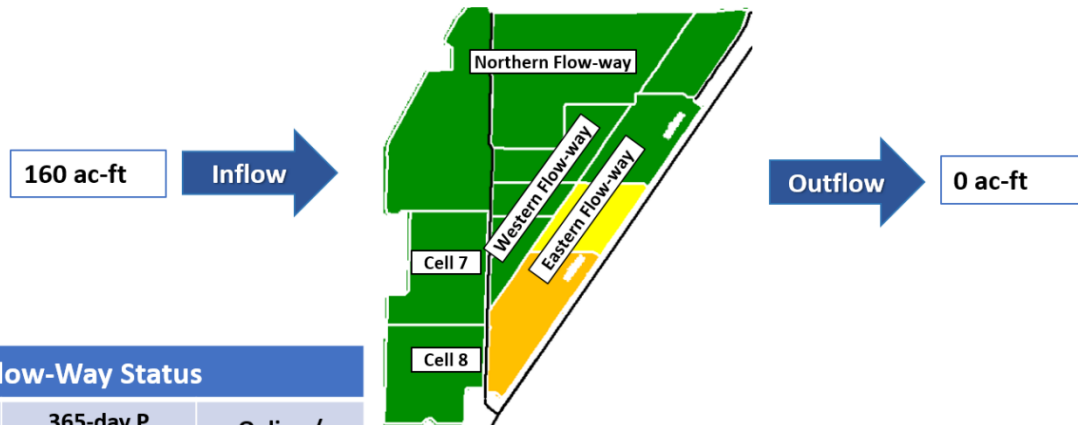 Northern Flow-way
160 ac-ft
Inflow
Western Flow-way
Eastern Flow-way
Outflow
0 ac-ft
Cell 7
Cell 8
low-Way Status
365-day P
Online/